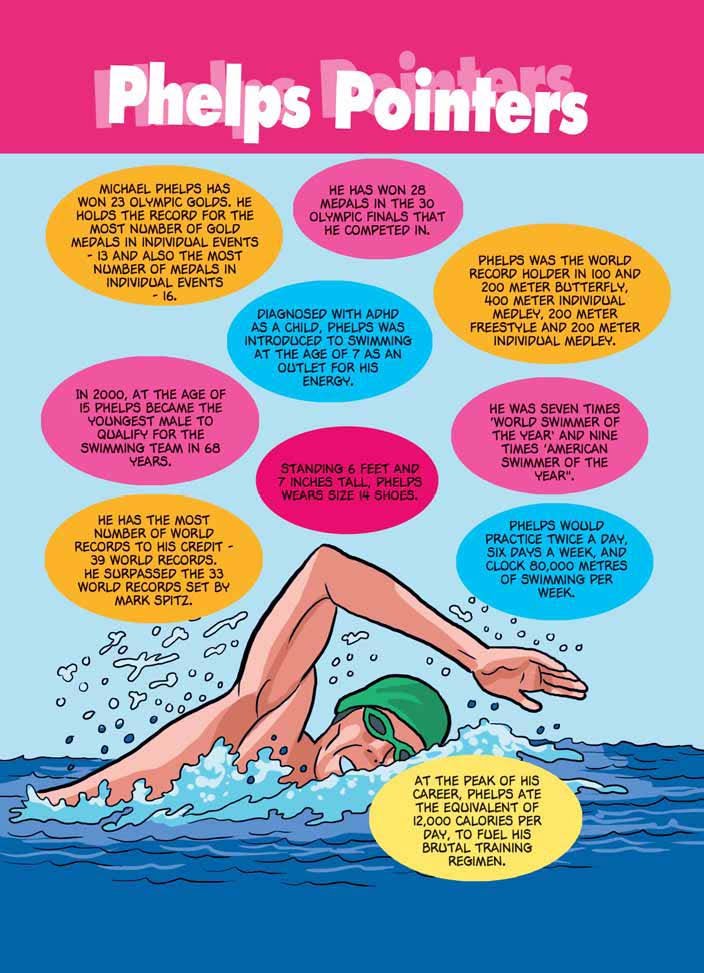 Phelps Pointers
MICHAEL PHELPS HAS
WON 23 OLYMPIC GOLDS. HE
HOLDS THE RECORD FOR THE
MOST NUMBER OF GOLD
MEDALS IN INDIVIDUAL EVENTS
- 13 AND ALSO THE MOST
NUMBER OF MEDALS IN
INDIVIDUAL EVENTS
- 16.
HE HAS WON 28
MEDALS IN THE 30
OLYMPIC FINALS THAT
HE COMPETED IN.
PHELPS WAS THE WORLD
RECORD HOLDER IN 100 AND
200 METER BUTTERFLY,
400 METER INDIVIDUAL
MEDLEY, 200 METER
FREESTYLE AND 200 METER
INDIVIDUAL MEDLEY.
DIAGNOSED WITH ADHD
AS A CHILD, PHELPS WAS
INTRODUCED TO SWIMMING
AT THE AGE OF 7 AS AN
OUTLET FOR HIS
ENERGY.
IN 2000, AT THE AGE OF
15 PHELPS BECAME THE
YOUNGEST MALE TO
QUALIFY FOR THE
SWIMMING TEAM IN 68
YEARS.
HE WAS SEVEN TIMES
'WORLD SWIMMER OF
THE YEAR' AND NINE
TIMES 'AMERICAN
SWIMMER OF THE
YEAR".
STANDING 6 FEET AND
7 INCHES TALL, PHELPS
WEARS SIZE 14 SHOES.
HE HAS THE MOST
NUMBER OF WORLD
RECORDS TO HIS CREDIT -
39 WORLD RECORDS.
HE SURPASSED THE 33
WORLD RECORDS SET BY
MARK SPITZ.
PHELPS WOULD
PRACTICE TWICE A DAY,
SIX DAYS A WEEK, AND
CLOCK 80,000 METRES
OF SWIMMING PER
WEEK.
AT THE PEAK OF HIS
CAREER, PHELPS ATE
THE EQUIVALENT OF
12,000 CALORIES PER
DAY, TO FUEL HIS
BRUTAL TRAINING
REGIMEN.